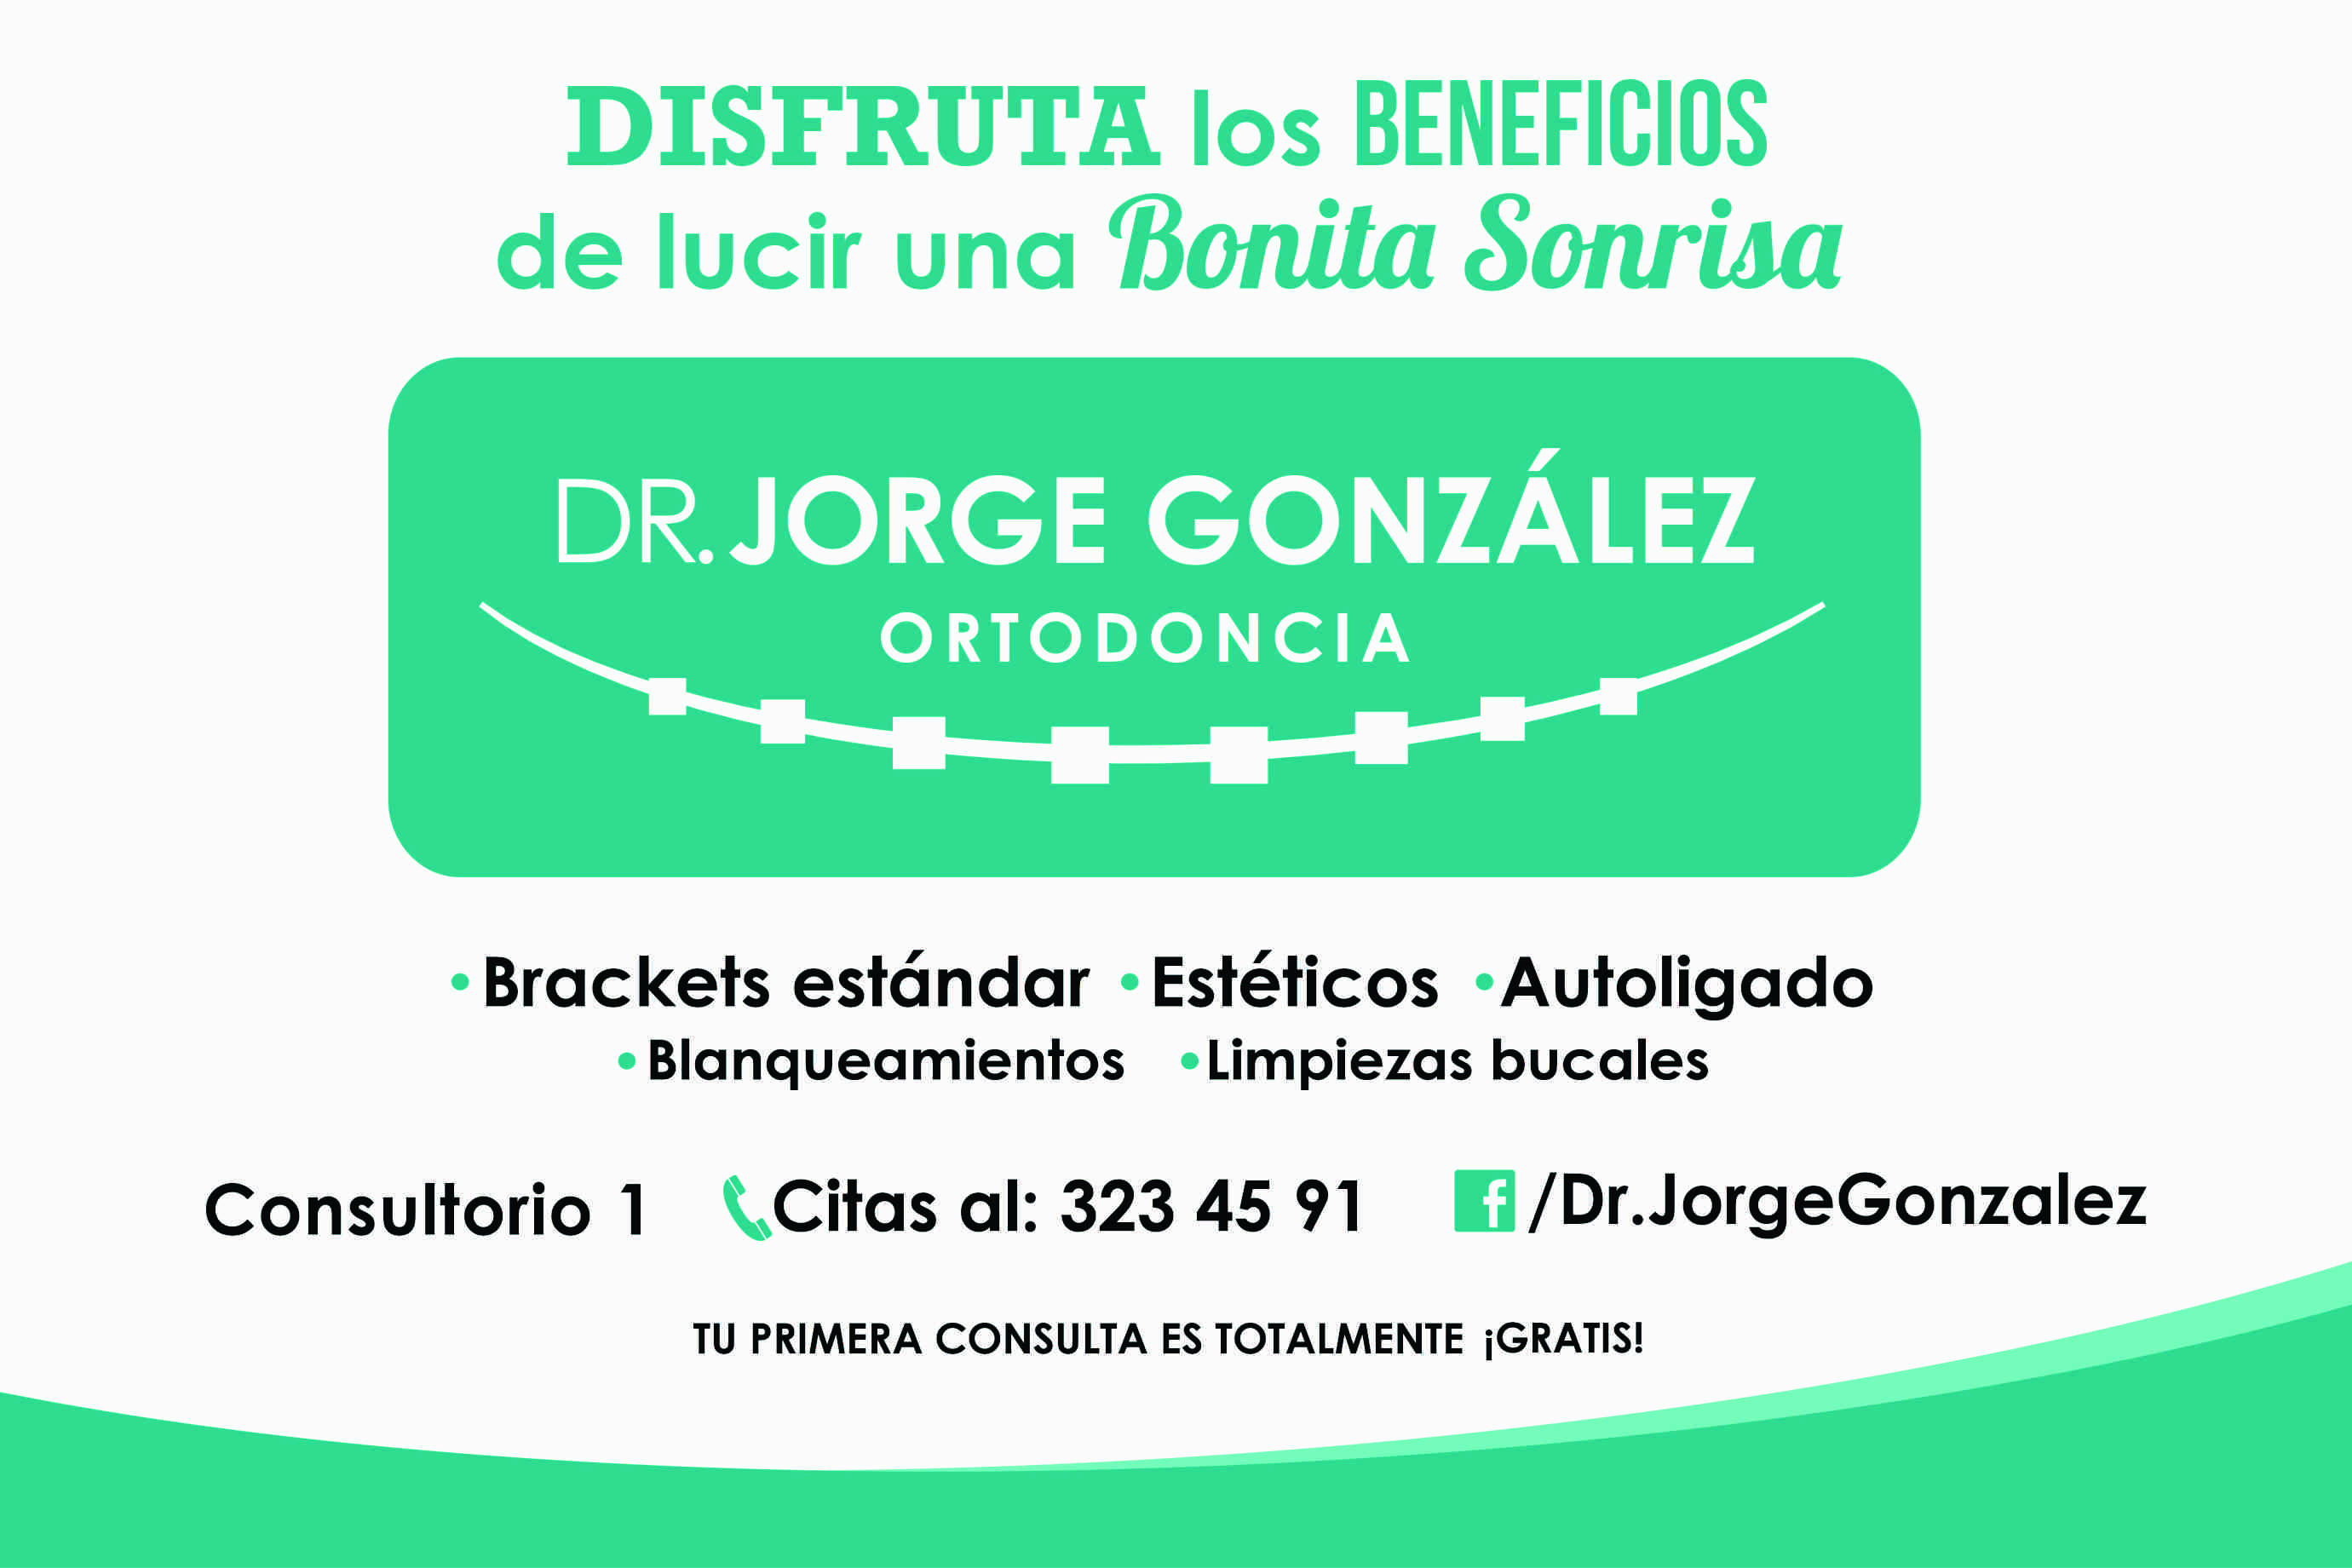 DISFRUTA los BENEFICIOS
de lucir una Bonita Sonrisa
DR. JORGE GONZÁLEZ
ORTODONCIA
• Brackets estándar • Estéticos • Autoligado
• Blanqueamientos • Limpiezas bucales
Consultorio 1 Citas al: 323 45 91 f /Dr.JorgeGonzalez
TU PRIMERA CONSULTA ES TOTALMENTE ¡GRATIS!